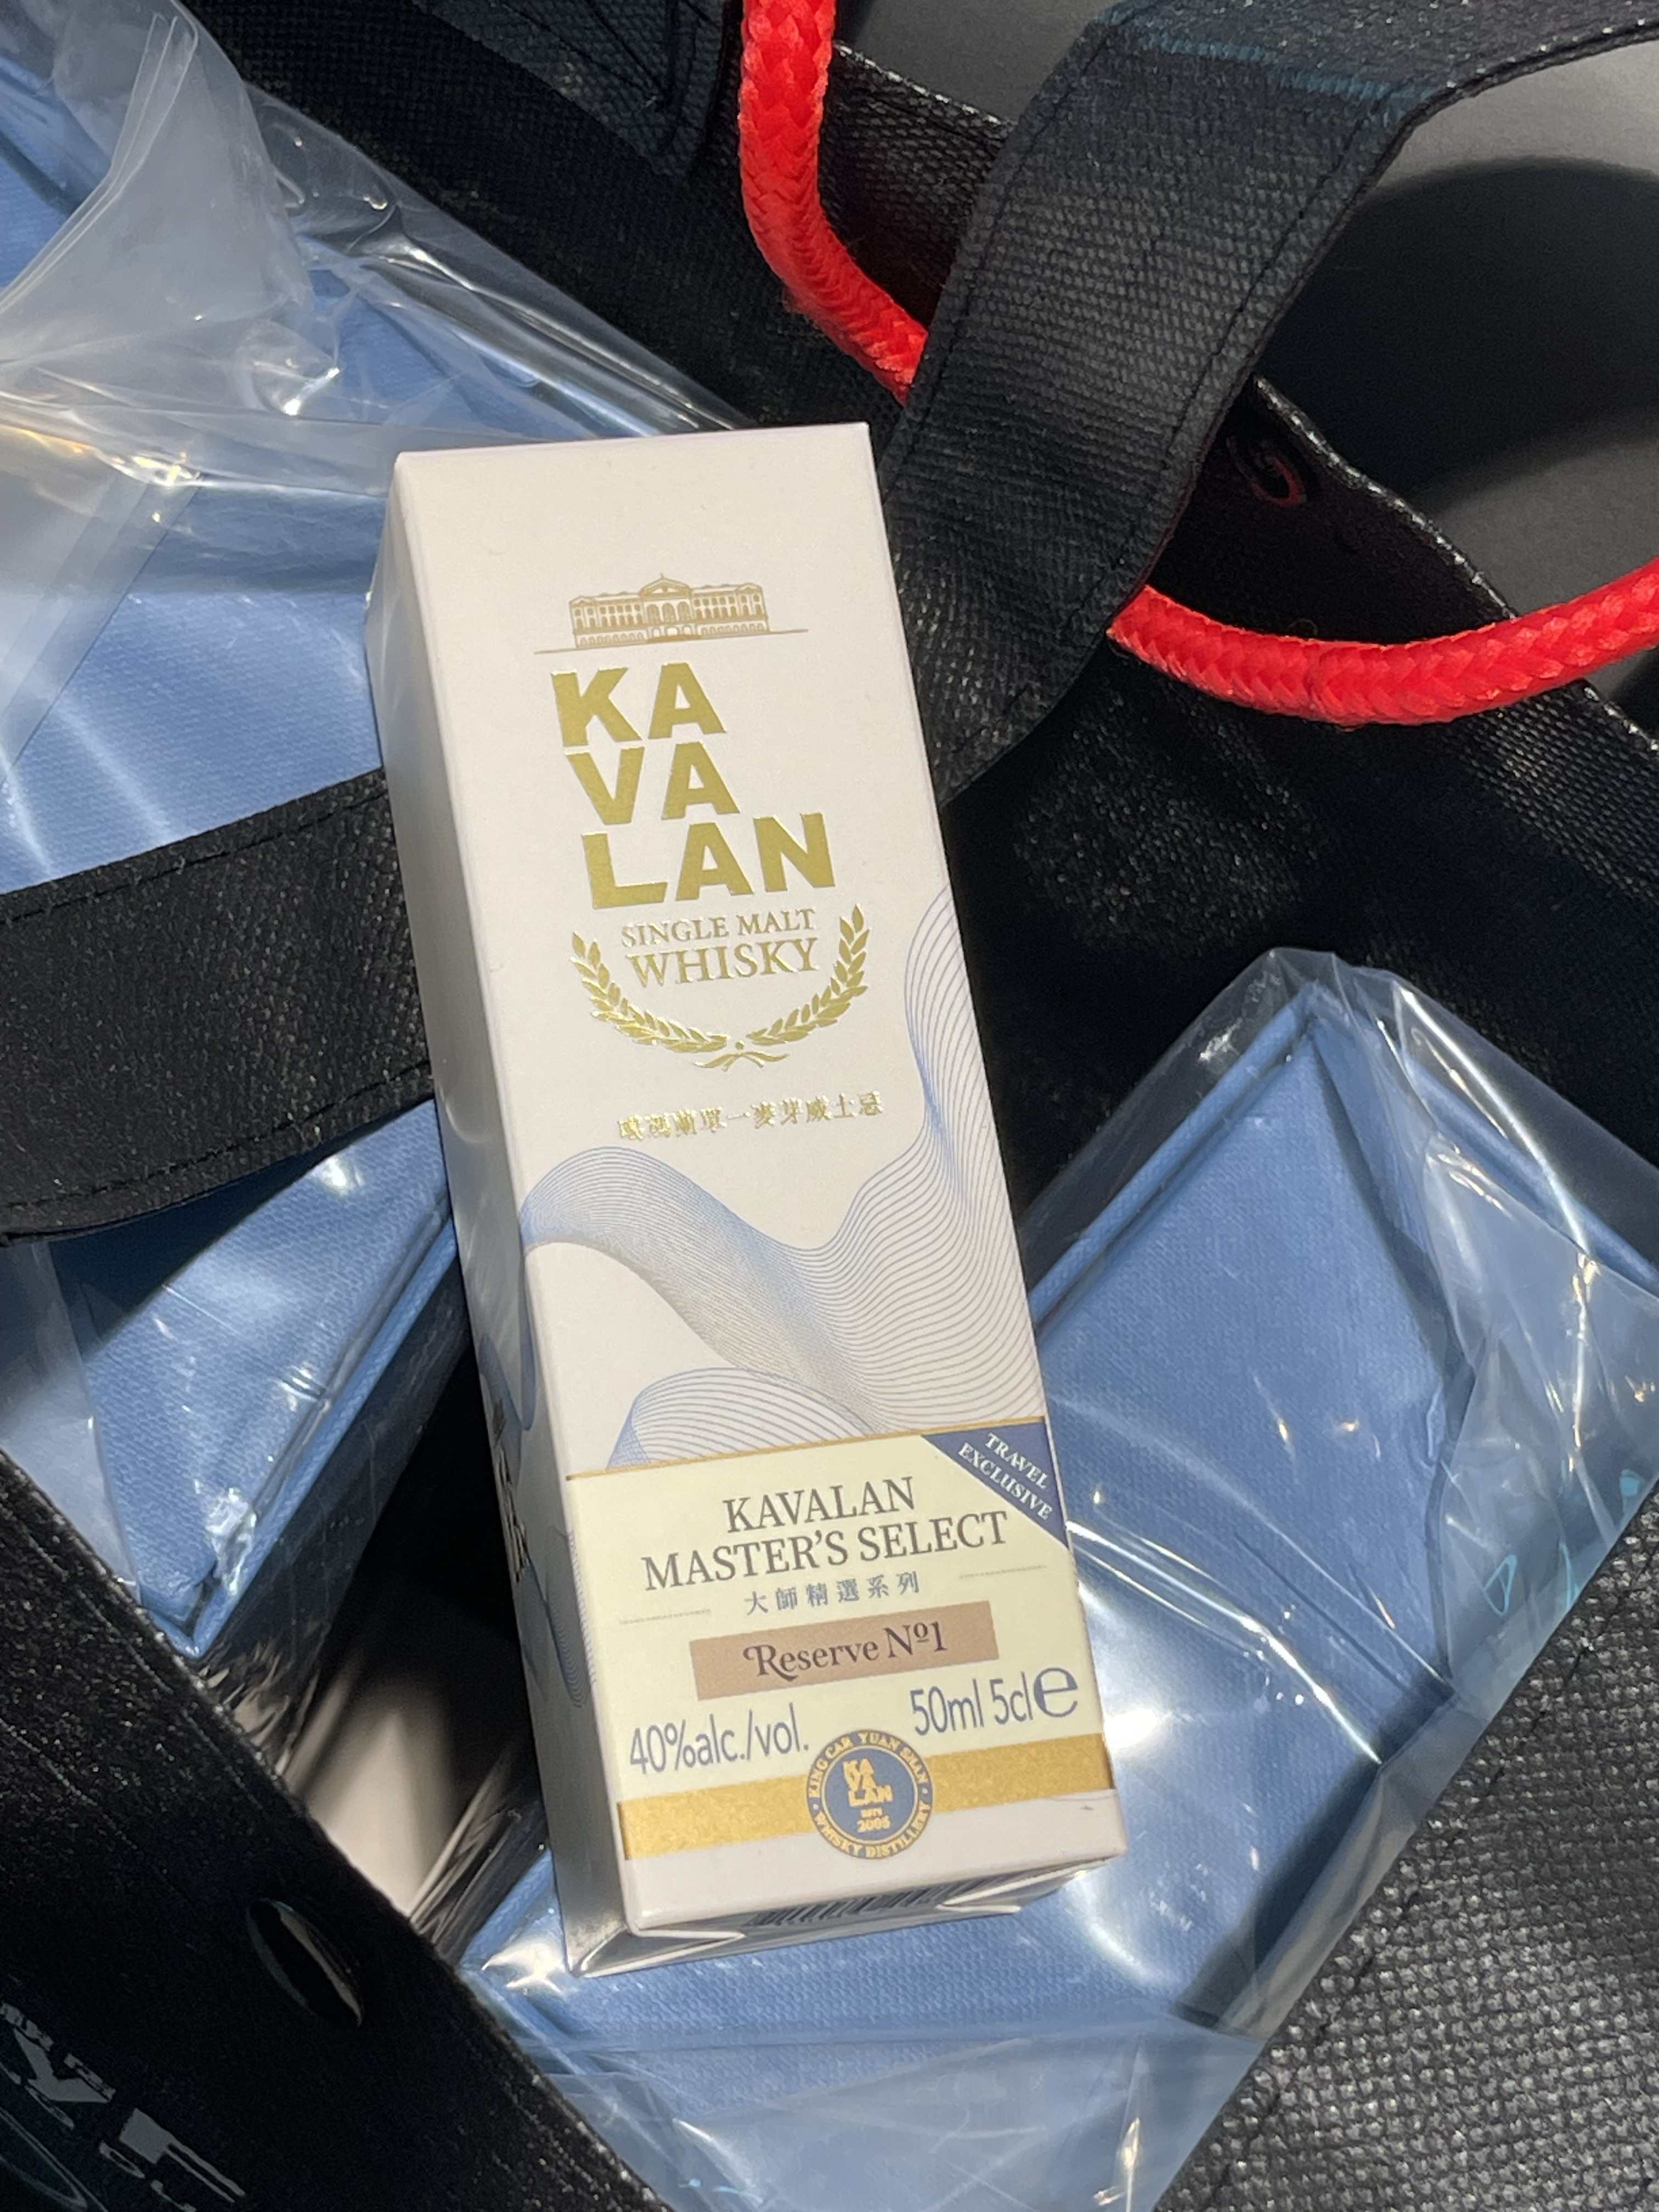 KA
VA
LAN
SINGLE MALT
WHISKY
噶瑪蘭單一麥芽威士忌
TRAVEL
EXCLUSIVE
KAVALAN
MASTER'S SELECT
大師精選系列
Reserve Nº1
40%alc./vol.
50ml 5cl℮
KING CAR YUAN SHAN
KA
VA
LAN
ESTD
2005
WHISKY DISTILLERY